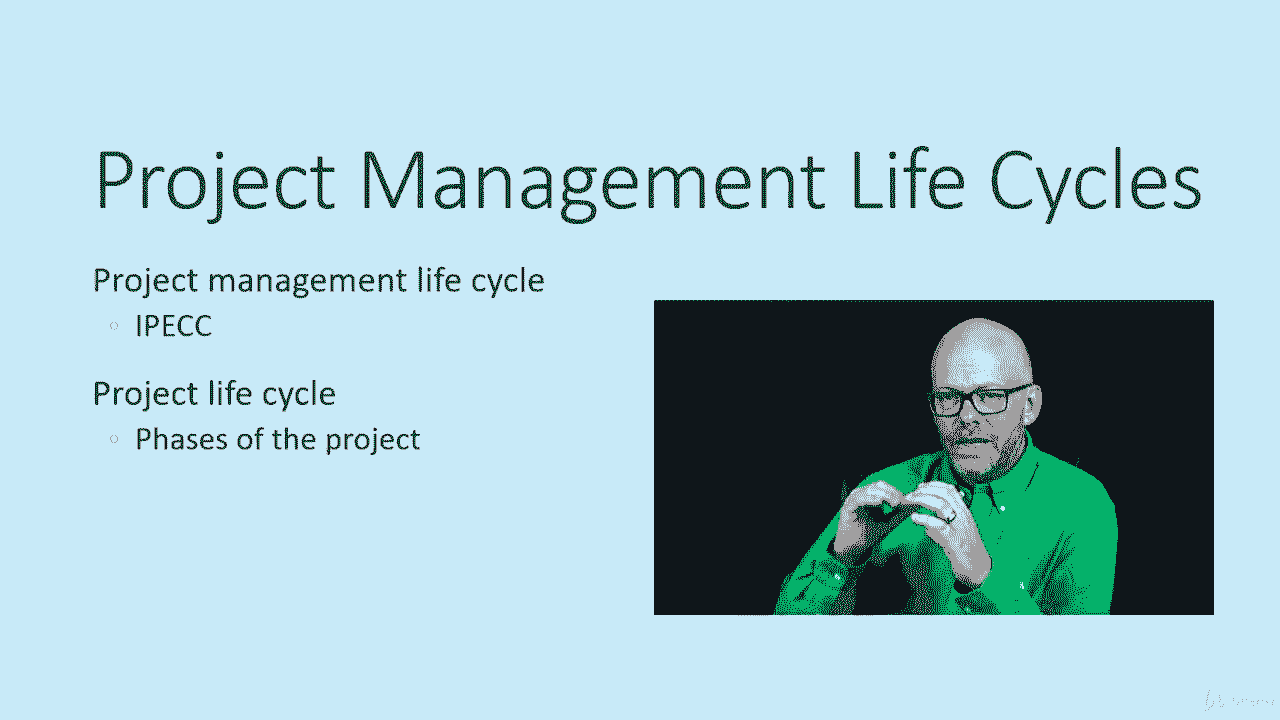 Project Management Life Cycles
Project management life cycle
IPECC
Project life cycle
Phases of the project